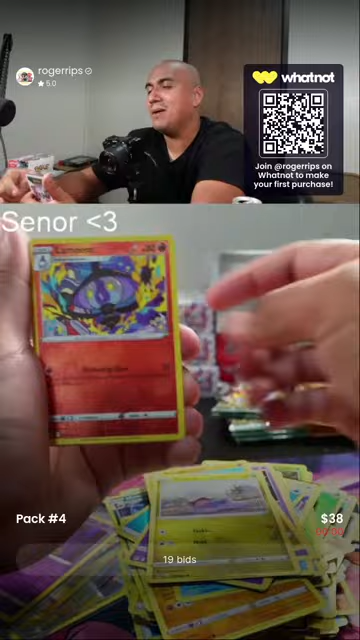 rogerrips
5.0
whatnot
Join @rogerrips on
Whatnot to make
your first purchase!
Senor <3
Pack #4
$38
19 bids